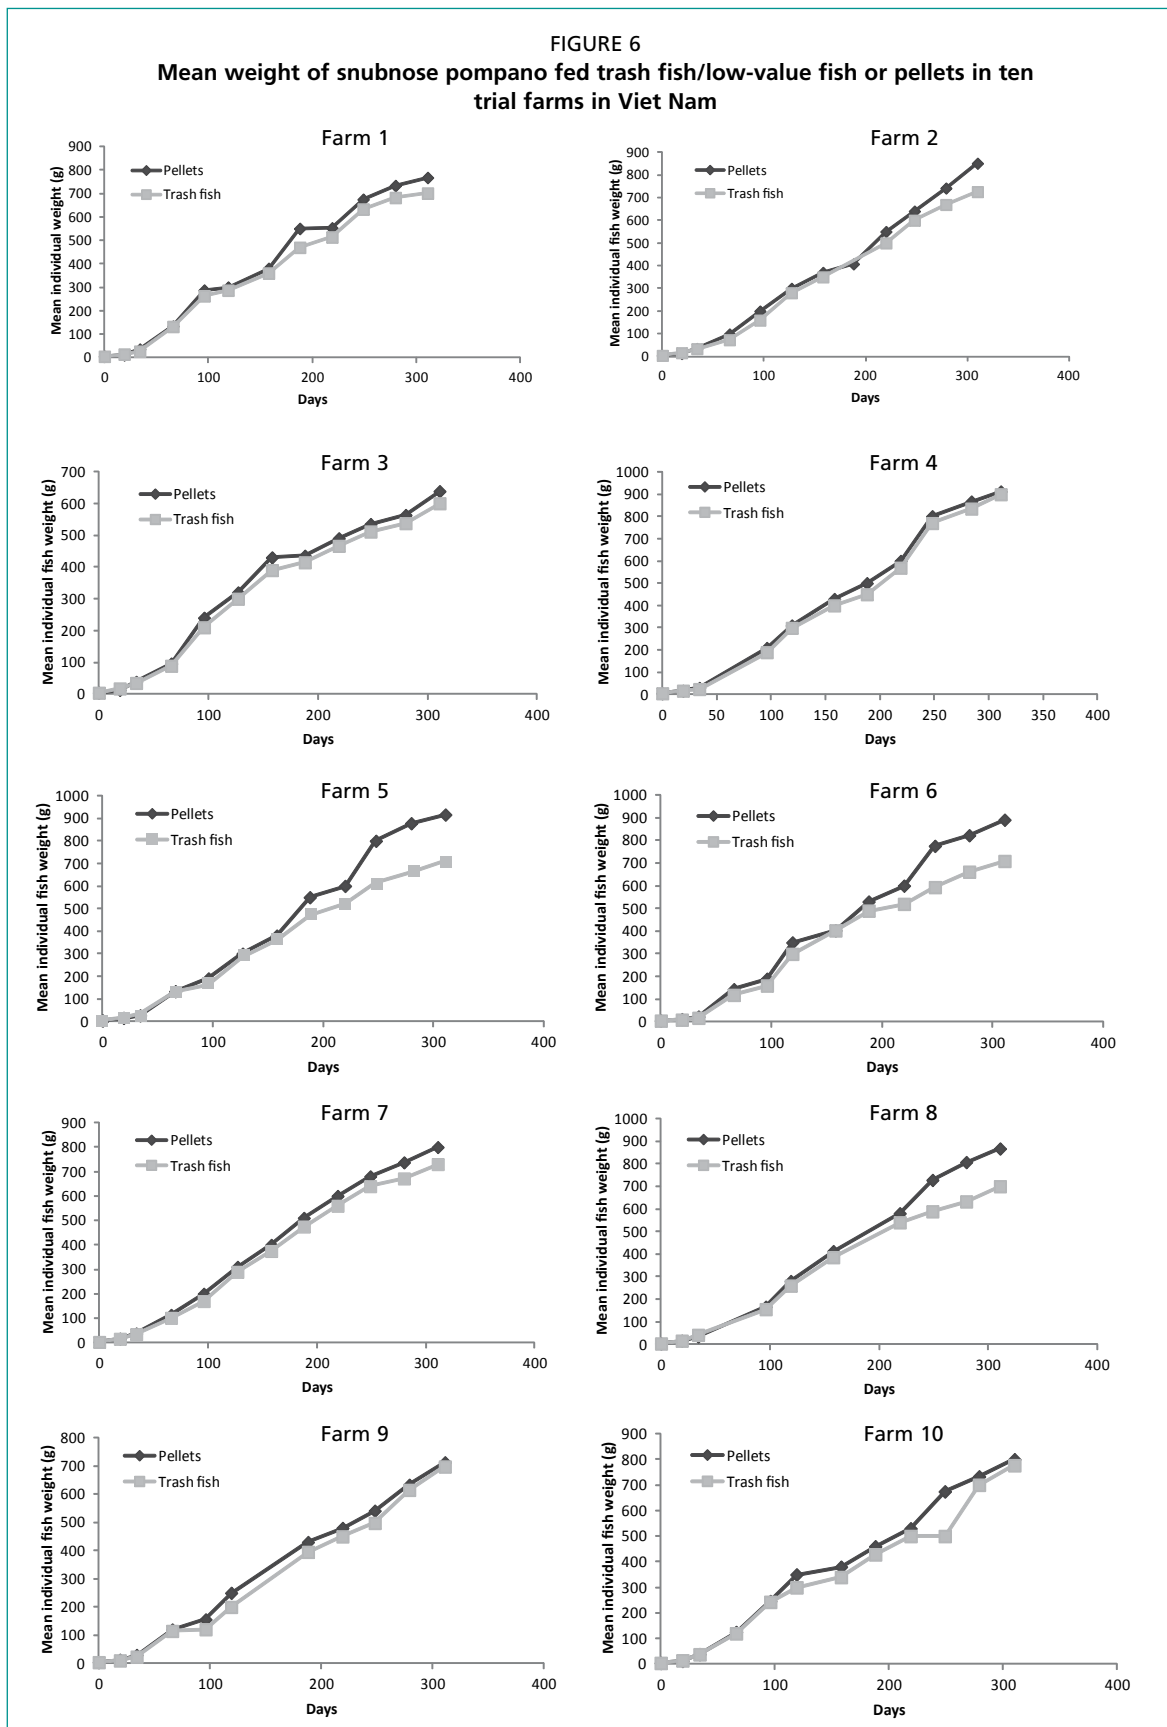 FIGURE 6
Mean weight of snubnose pompano fed trash fish/low-value fish or pellets in ten
trial farms in Viet Nam
Farm 1
Mean individual weight (g)
900
800
700
600
500
400
300
200
100
0
Pellets
Trash fish
0 100 200 300 400
Days
Farm 2
Mean individual fish weight (g)
900
800
700
600
500
400
300
200
100
0
Pellets
Trash fish
0 100 200 300 400
Days
Farm 3
Mean individual fish weight (g)
700
600
500
400
300
200
100
0
Pellets
Trash fish
0 100 200 300 400
Days
Farm 4
Mean individual fish weight (g)
1000
900
800
700
600
500
400
300
200
100
0
Pellets
Trash fish
0 50 100 150 200 250 300 350 400
Days
Farm 5
Mean individual fish weight (g)
1000
900
800
700
600
500
400
300
200
100
0
Pellets
Trash fish
0 100 200 300 400
Days
Farm 6
Mean individual fish weight (g)
1000
900
800
700
600
500
400
300
200
100
0
Pellets
Trash fish
0 100 200 300 400
Days
Farm 7
Mean individual fish weight (g)
900
800
700
600
500
400
300
200
100
0
Pellets
Trash fish
0 100 200 300 400
Days
Farm 8
Mean individual fish weight (g)
1000
900
800
700
600
500
400
300
200
100
0
Pellets
Trash fish
0 100 200 300 400
Days
Farm 9
Mean individual fish weight (g)
800
700
600
500
400
300
200
100
0
Pellets
Trash fish
0 100 200 300 400
Days
Farm 10
Mean individual fish weight (g)
900
800
700
600
500
400
300
200
100
0
Pellets
Trash fish
0 100 200 300 400
Days